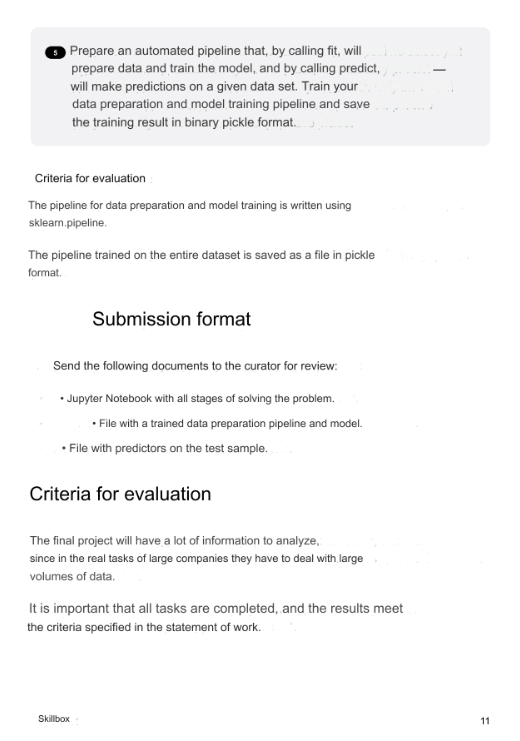 5 Prepare an automated pipeline that, by calling fit, will
prepare data and train the model, and by calling predict, —
will make predictions on a given data set. Train your
data preparation and model training pipeline and save
the training result in binary pickle format.
Criteria for evaluation
The pipeline for data preparation and model training is written using
sklearn.pipeline.
The pipeline trained on the entire dataset is saved as a file in pickle
format.
Submission format
Send the following documents to the curator for review:
• Jupyter Notebook with all stages of solving the problem.
• File with a trained data preparation pipeline and model.
• File with predictors on the test sample.
Criteria for evaluation
The final project will have a lot of information to analyze,
since in the real tasks of large companies they have to deal with large
volumes of data.
It is important that all tasks are completed, and the results meet
the criteria specified in the statement of work.
Skillbox
11